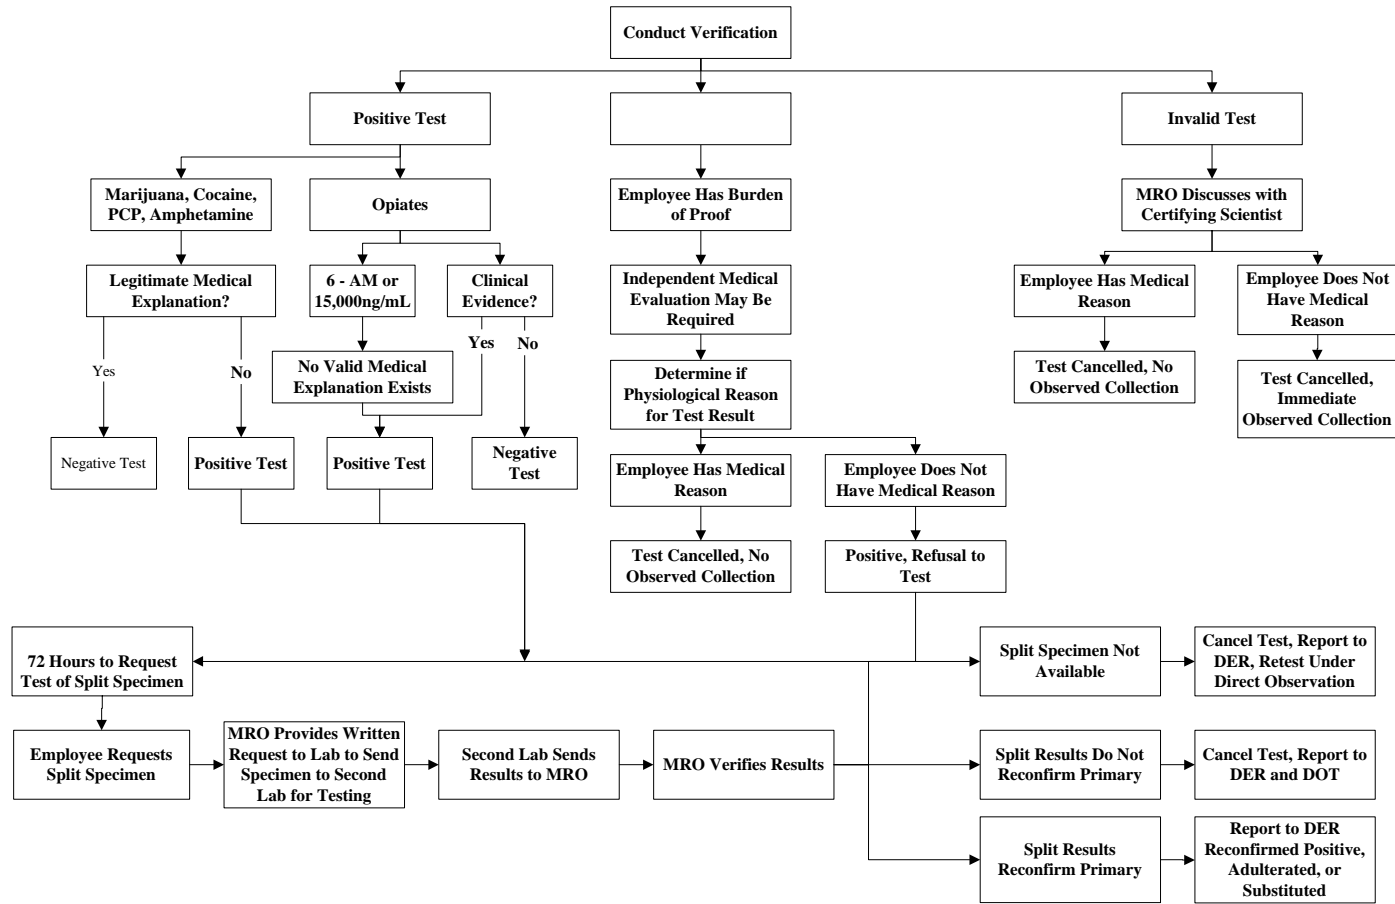 Conduct Verification
Positive Test
Invalid Test
Marijuana, Cocaine,
PCP, Amphetamine
Opiates
Employee Has Burden
of Proof
MRO Discusses with
Certifying Scientist
Legitimate Medical
Explanation?
6 - AM or
15,000ng/mL
Clinical
Evidence?
Independent Medical
Evaluation May Be
Required
Employee Has Medical
Reason
Employee Does Not
Have Medical
Reason
Yes
No
Yes
No
No Valid Medical
Explanation Exists
Determine if
Physiological Reason
for Test Result
Test Cancelled, No
Observed Collection
Test Cancelled,
Immediate
Observed Collection
Negative Test
Positive Test
Positive Test
Negative
Test
Employee Has Medical
Reason
Employee Does Not
Have Medical Reason
Test Cancelled, No
Observed Collection
Positive, Refusal to
Test
72 Hours to Request
Test of Split Specimen
Split Specimen Not
Available
Cancel Test, Report to
DER, Retest Under
Direct Observation
Employee Requests
Split Specimen
MRO Provides Written
Request to Lab to Send
Specimen to Second
Lab for Testing
Second Lab Sends
Results to MRO
MRO Verifies Results
Split Results Do Not
Reconfirm Primary
Cancel Test, Report to
DER and DOT
Split Results
Reconfirm Primary
Report to DER
Reconfirmed Positive,
Adulterated, or
Substituted